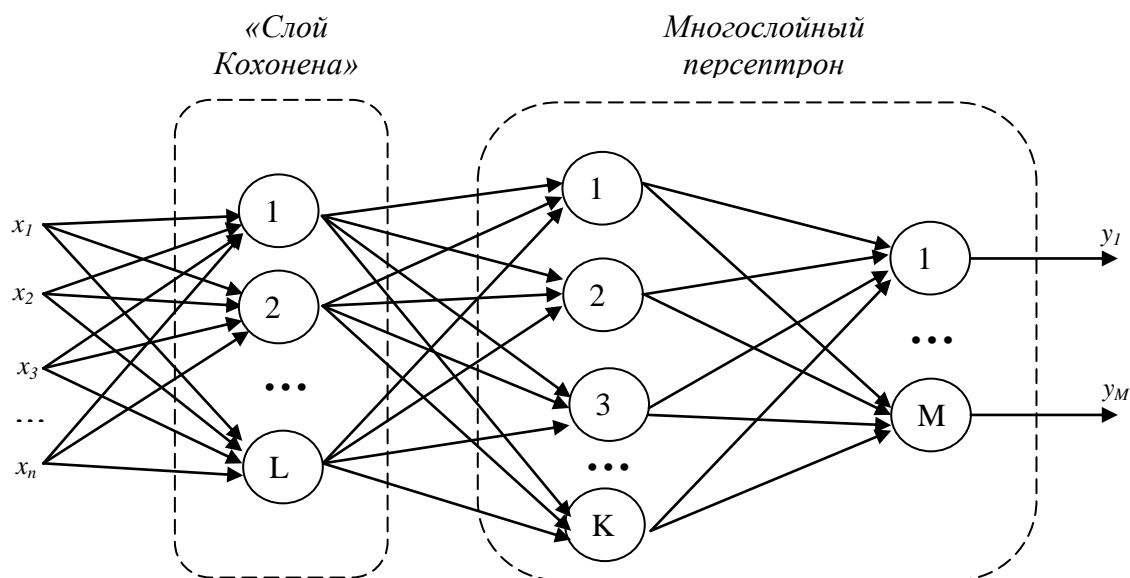 «Слой
Кохонена»
Многослойный
персептрон
x1
x2
x3
...
xn
1
2
...
L
1
2
3
...
K
1
...
M
y1
yM